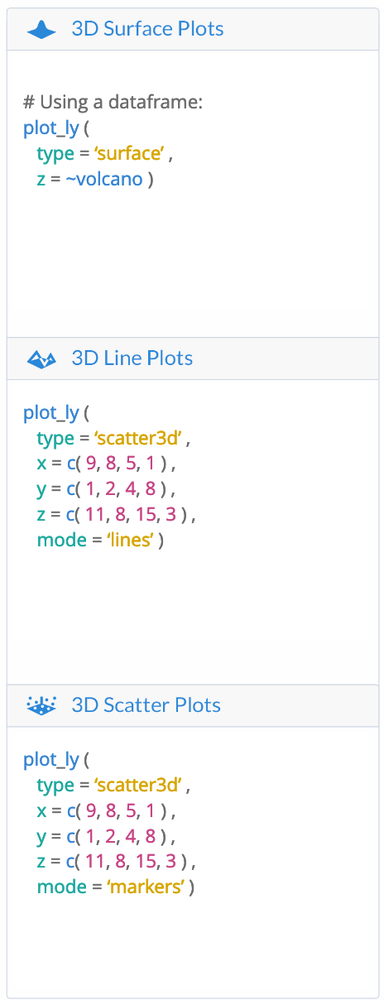 3D Surface Plots
# Using a dataframe:
plot_ly (
type = ‘surface’ ,
z = ~volcano )
3D Line Plots
plot_ly (
type = ‘scatter3d’ ,
x = c( 9, 8, 5, 1 ) ,
y = c( 1, 2, 4, 8 ) ,
z = c( 11, 8, 15, 3 ) ,
mode = ‘lines’ )
3D Scatter Plots
plot_ly (
type = ‘scatter3d’ ,
x = c( 9, 8, 5, 1 ) ,
y = c( 1, 2, 4, 8 ) ,
z = c( 11, 8, 15, 3 ) ,
mode = ‘markers’ )